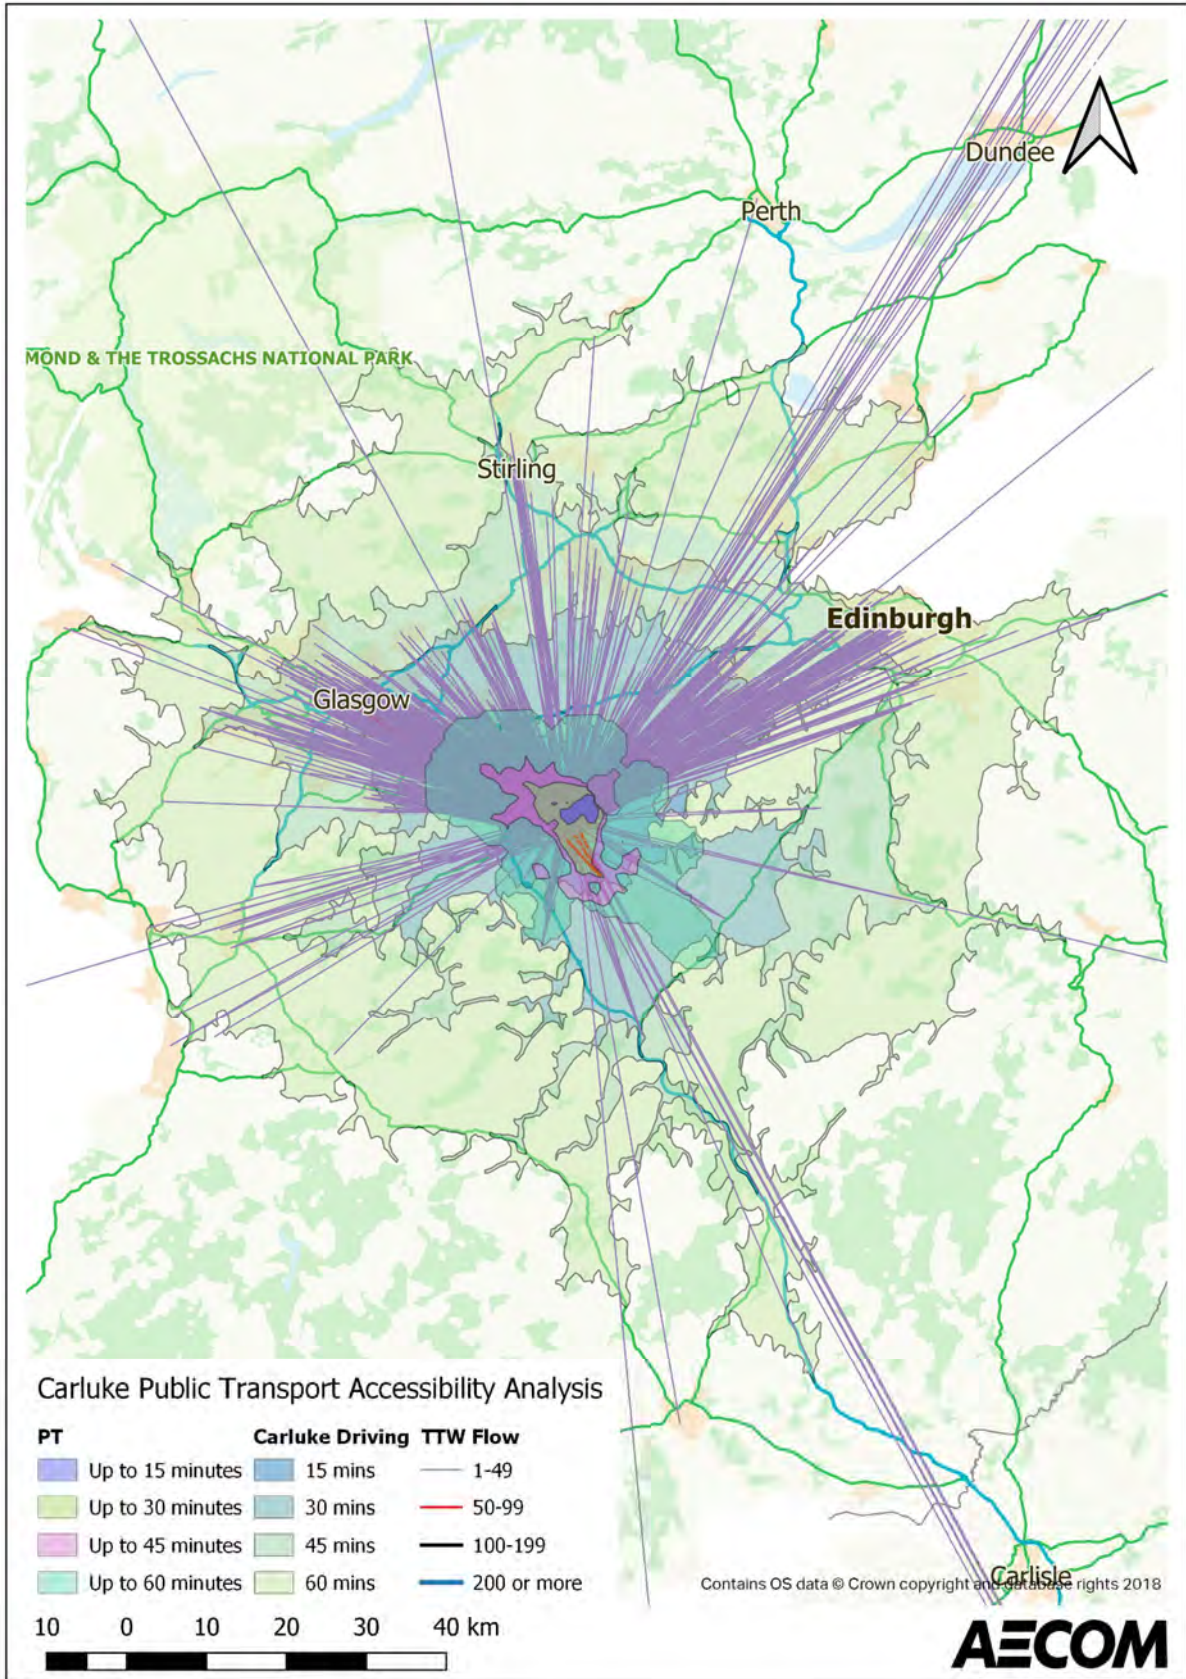 Dundee
Perth
MOND & THE TROSSACHS NATIONAL PARK
Stirling
Edinburgh
Glasgow
Carluke Public Transport Accessibility Analysis
PT Carluke Driving TTW Flow
Up to 15 minutes 15 mins 1-49
Up to 30 minutes 30 mins 50-99
Up to 45 minutes 45 mins 100-199
Up to 60 minutes 60 mins 200 or more
Carlisle
Contains OS data © Crown copyright and database rights 2018
10 0 10 20 30 40 km
AECOM